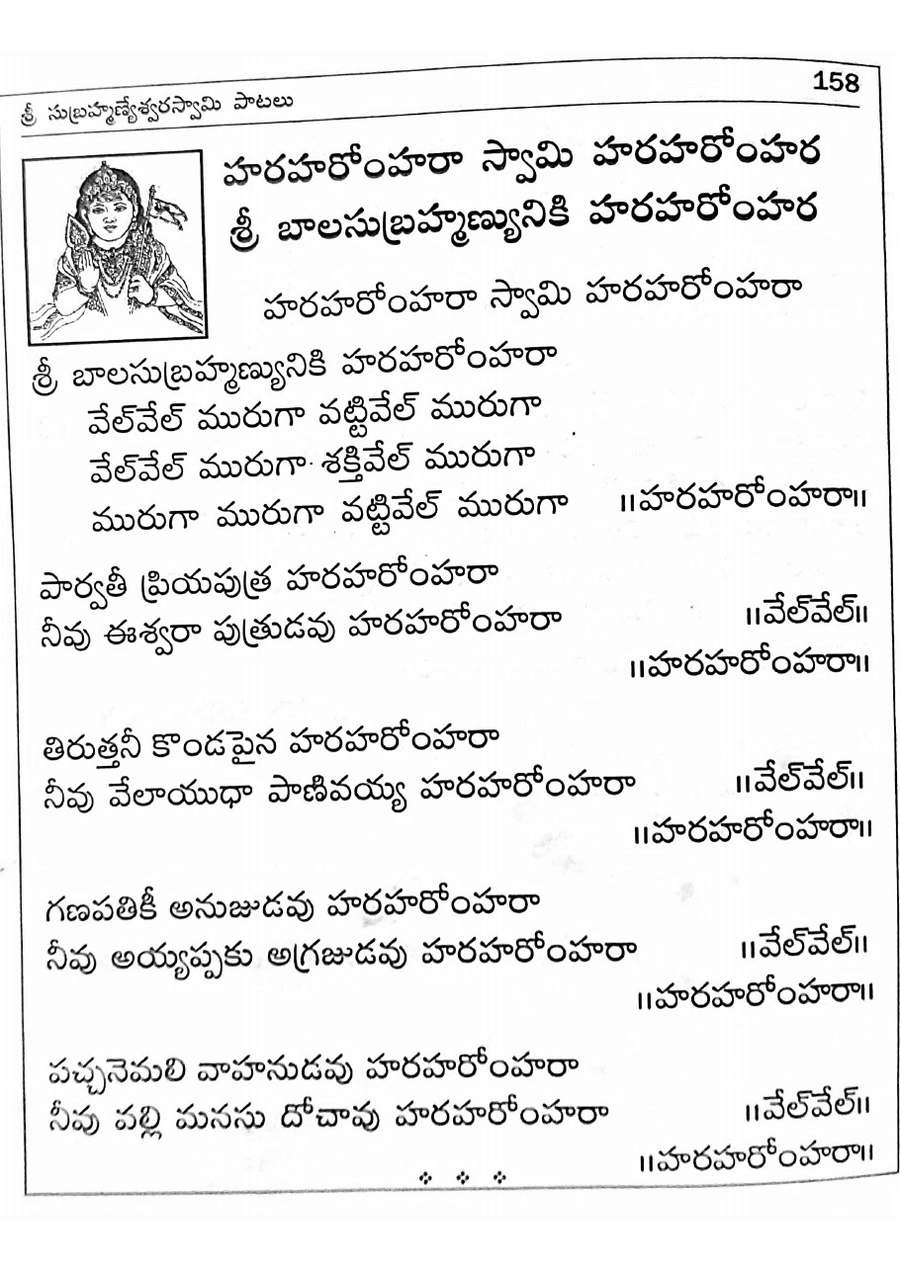 శ్రీ సుబ్రహ్మణ్యేశ్వరస్వామి పాటలు 158
హరహరోంహరా స్వామి హరహరోంహర
శ్రీ బాలసుబ్రహ్మణ్యునికి హరహరోంహర
హరహరోంహరా స్వామి హరహరోంహరా
శ్రీ బాలసుబ్రహ్మణ్యునికి హరహరోంహరా
వేల్‌వేల్ మురుగా వట్టివేల్ మురుగా
వేల్‌వేల్ మురుగా శక్తివేల్ మురుగా
మురుగా మురుగా వట్టివేల్ మురుగా ॥హరహరోంహరా॥
పార్వతీ ప్రియపుత్ర హరహరోంహరా
నీవు ఈశ్వరా పుత్రుడవు హరహరోంహరా ॥వేల్‌వేల్॥
॥హరహరోంహరా॥
తిరుత్తనీ కొండపైన హరహరోంహరా
నీవు వేలాయుధా పాణివయ్య హరహరోంహరా ॥వేల్‌వేల్॥
॥హరహరోంహరా॥
గణపతికీ అనుజుడవు హరహరోంహరా
నీవు అయ్యప్పకు అగ్రజుడవు హరహరోంహరా ॥వేల్‌వేల్॥
॥హరహరోంహరా॥
పచ్చనెమలి వాహనుడవు హరహరోంహరా
నీవు వల్లి మనసు దోచావు హరహరోంహరా ॥వేల్‌వేల్॥
॥హరహరోంహరా॥